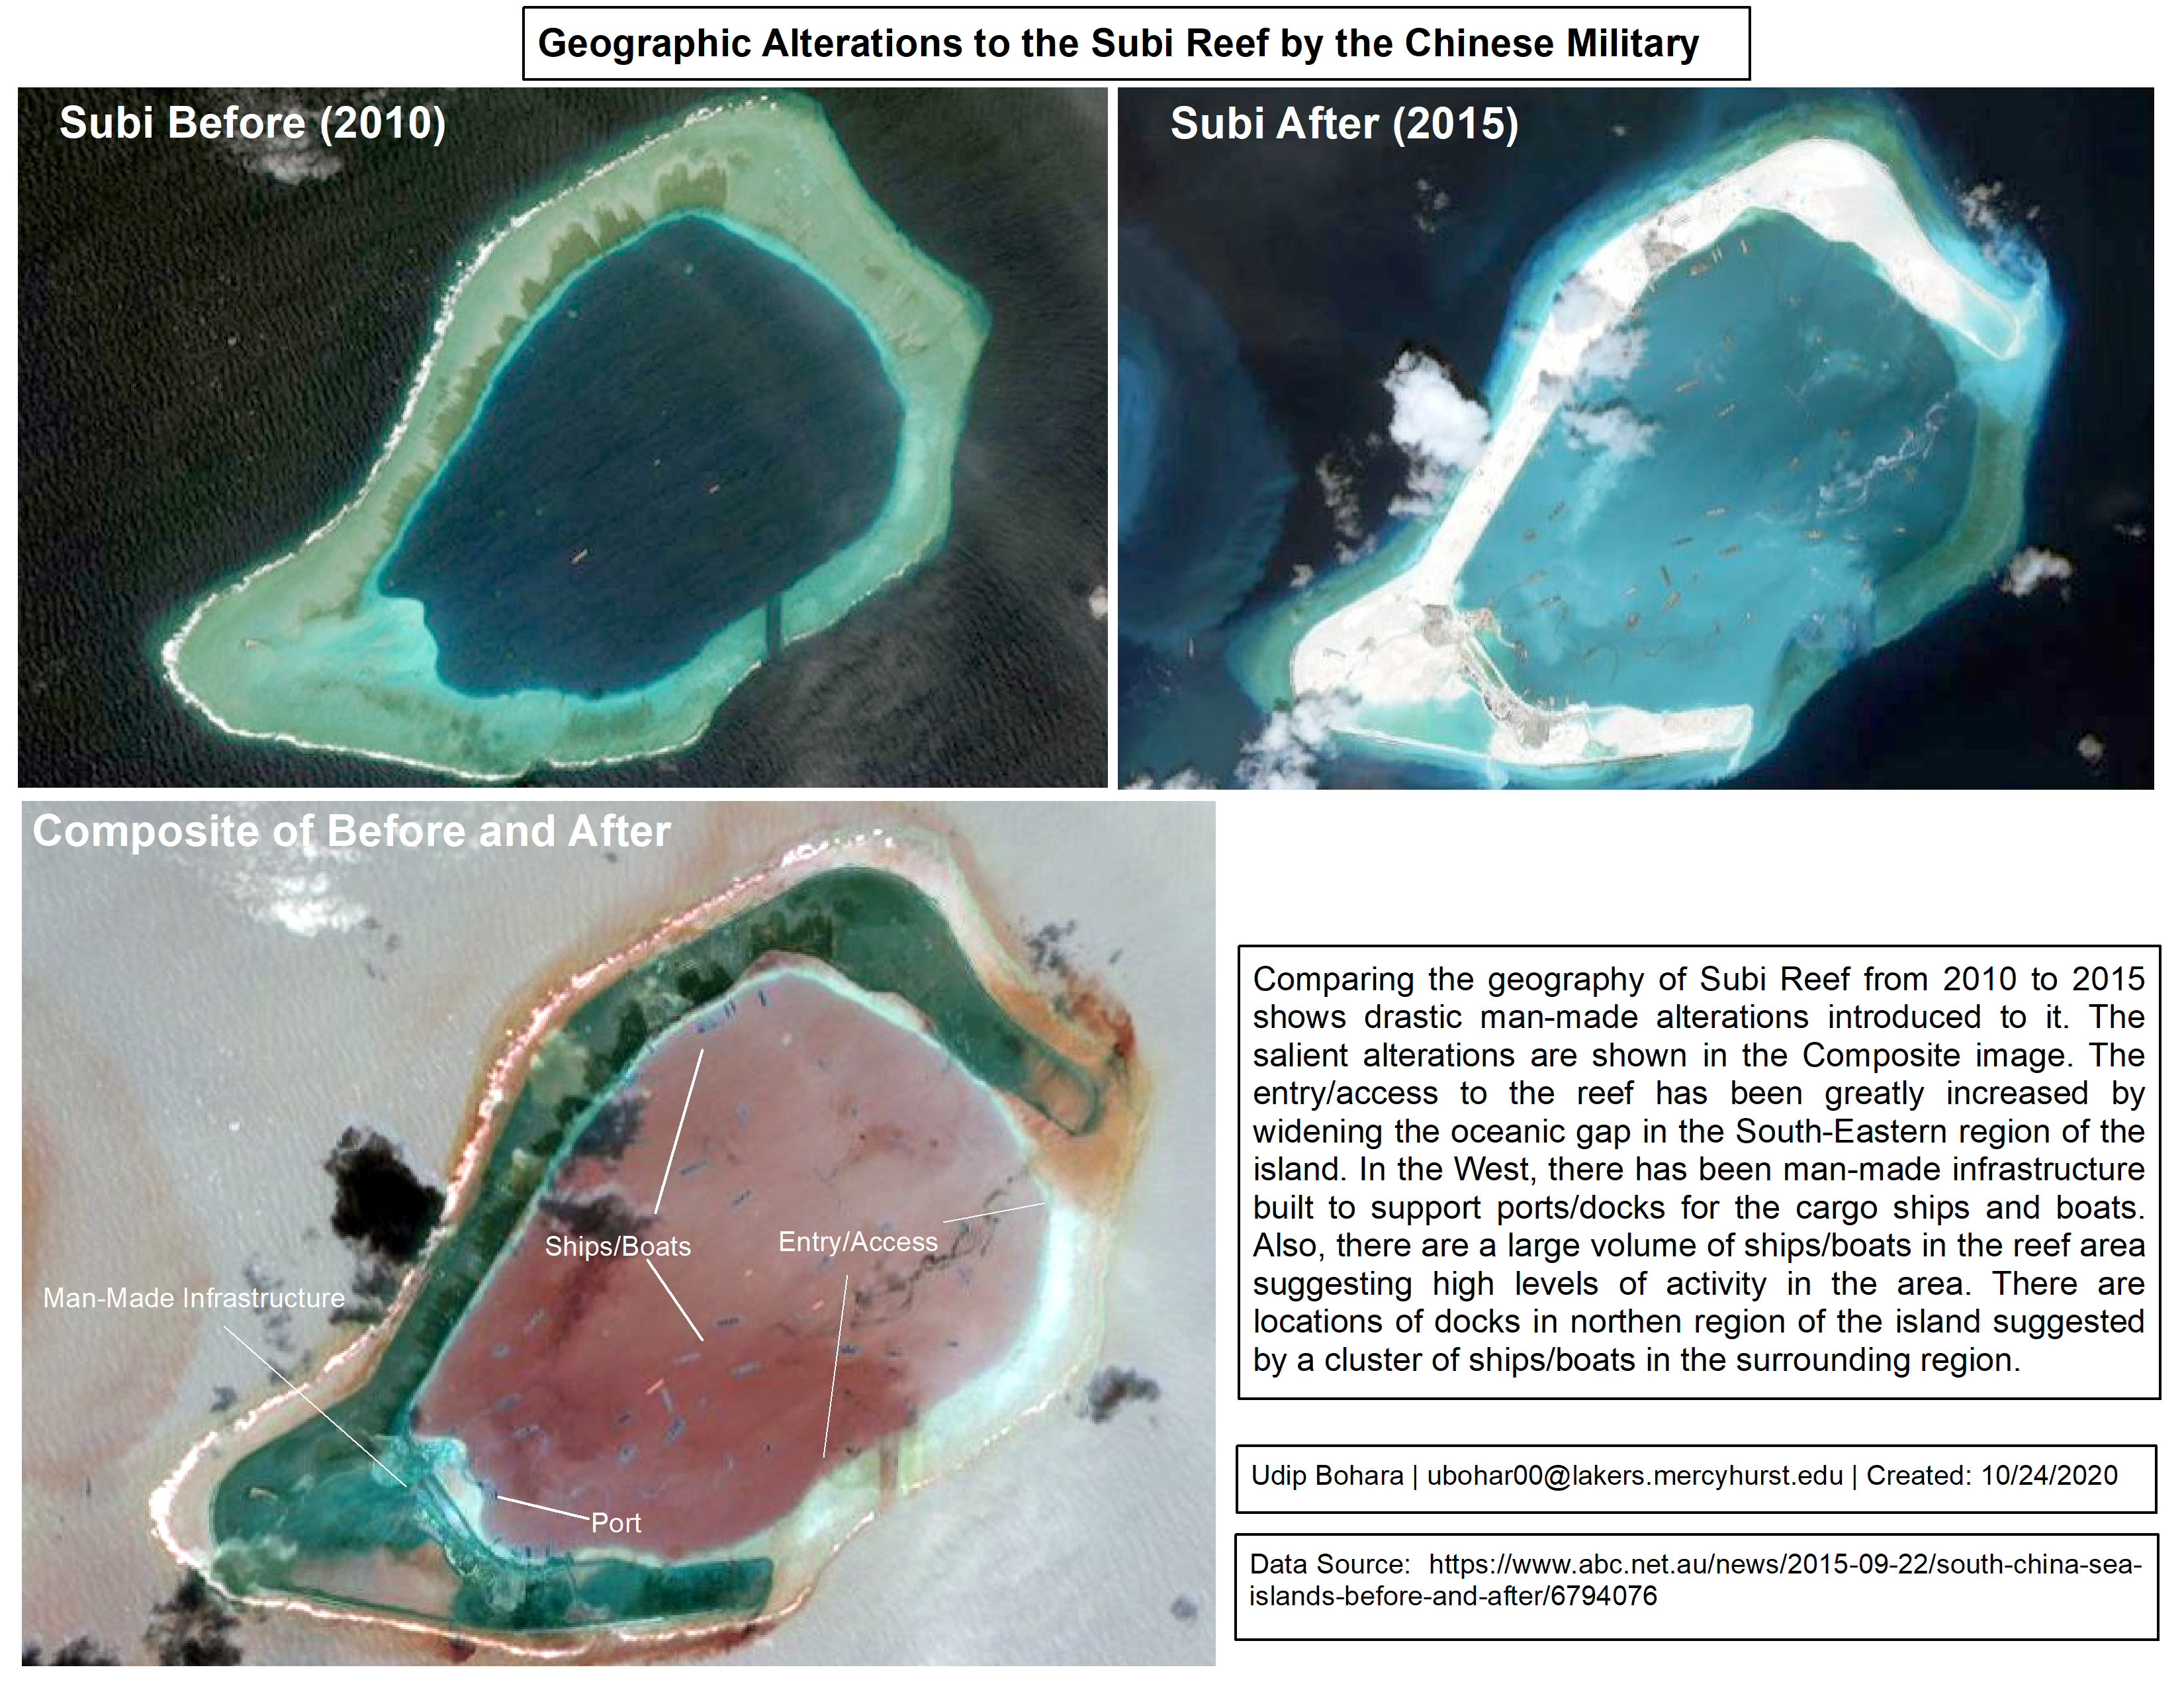 Geographic Alterations to the Subi Reef by the Chinese Military
Subi Before (2010)
Subi After (2015)
Composite of Before and After
Ships/Boats
Entry/Access
Man-Made Infrastructure
Port
Comparing the geography of Subi Reef from 2010 to 2015
shows drastic man-made alterations introduced to it. The
salient alterations are shown in the Composite image. The
entry/access to the reef has been greatly increased by
widening the oceanic gap in the South-Eastern region of the
island. In the West, there has been man-made infrastructure
built to support ports/docks for the cargo ships and boats.
Also, there are a large volume of ships/boats in the reef area
suggesting high levels of activity in the area. There are
locations of docks in northen region of the island suggested
by a cluster of ships/boats in the surrounding region.
Udip Bohara | ubohar00@lakers.mercyhurst.edu | Created: 10/24/2020
Data Source: https://www.abc.net.au/news/2015-09-22/south-china-sea-
islands-before-and-after/6794076